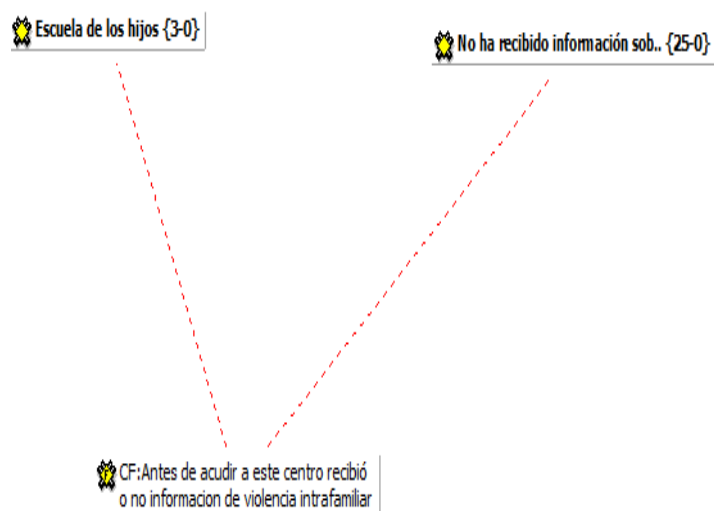 Escuela de los hijos {3-0}
No ha recibido información sob.. {25-0}
CF:Antes de acudir a este centro recibió
o no informacion de violencia intrafamiliar